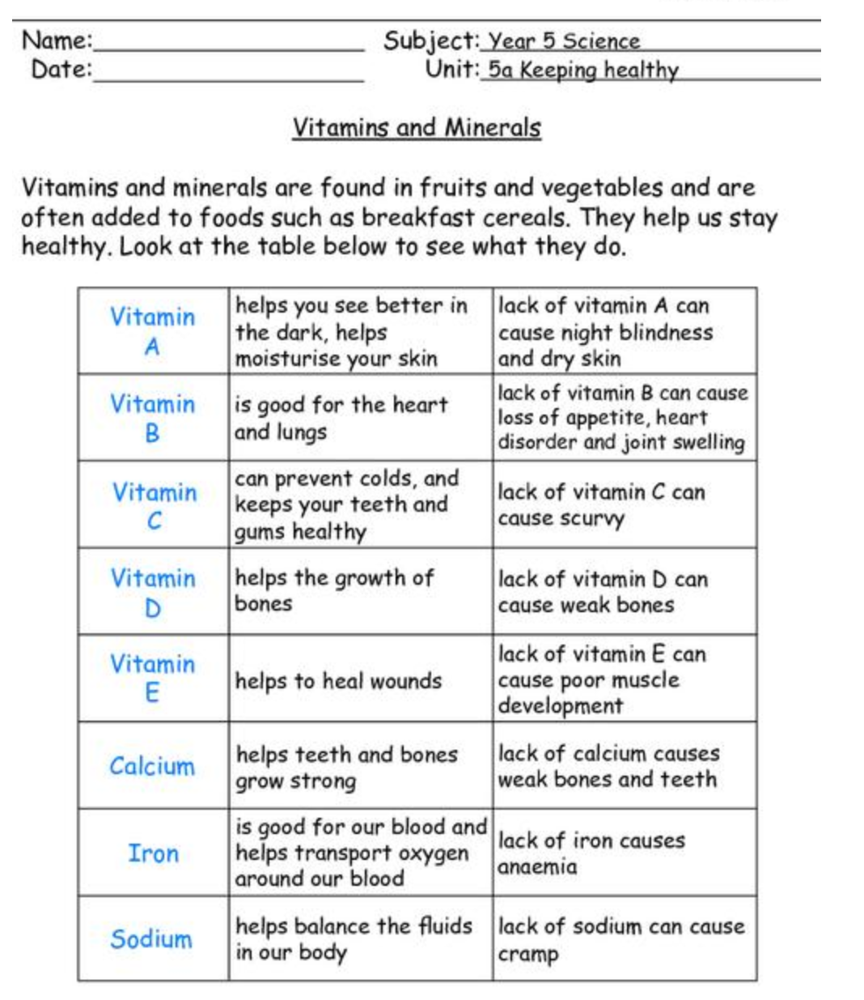 Name: Subject: Year 5 Science
Date: Unit: 5a Keeping healthy
Vitamins and Minerals
Vitamins and minerals are found in fruits and vegetables and are
often added to foods such as breakfast cereals. They help us stay
healthy. Look at the table below to see what they do.
Vitamin
A
helps you see better in
the dark, helps
moisturise your skin
lack of vitamin A can
cause night blindness
and dry skin
Vitamin
B
is good for the heart
and lungs
lack of vitamin B can cause
loss of appetite, heart
disorder and joint swelling
Vitamin
C
can prevent colds, and
keeps your teeth and
gums healthy
lack of vitamin C can
cause scurvy
Vitamin
D
helps the growth of
bones
lack of vitamin D can
cause weak bones
Vitamin
E
helps to heal wounds
lack of vitamin E can
cause poor muscle
development
Calcium
helps teeth and bones
grow strong
lack of calcium causes
weak bones and teeth
Iron
is good for our blood and
helps transport oxygen
around our blood
lack of iron causes
anaemia
Sodium
helps balance the fluids
in our body
lack of sodium can cause
cramp